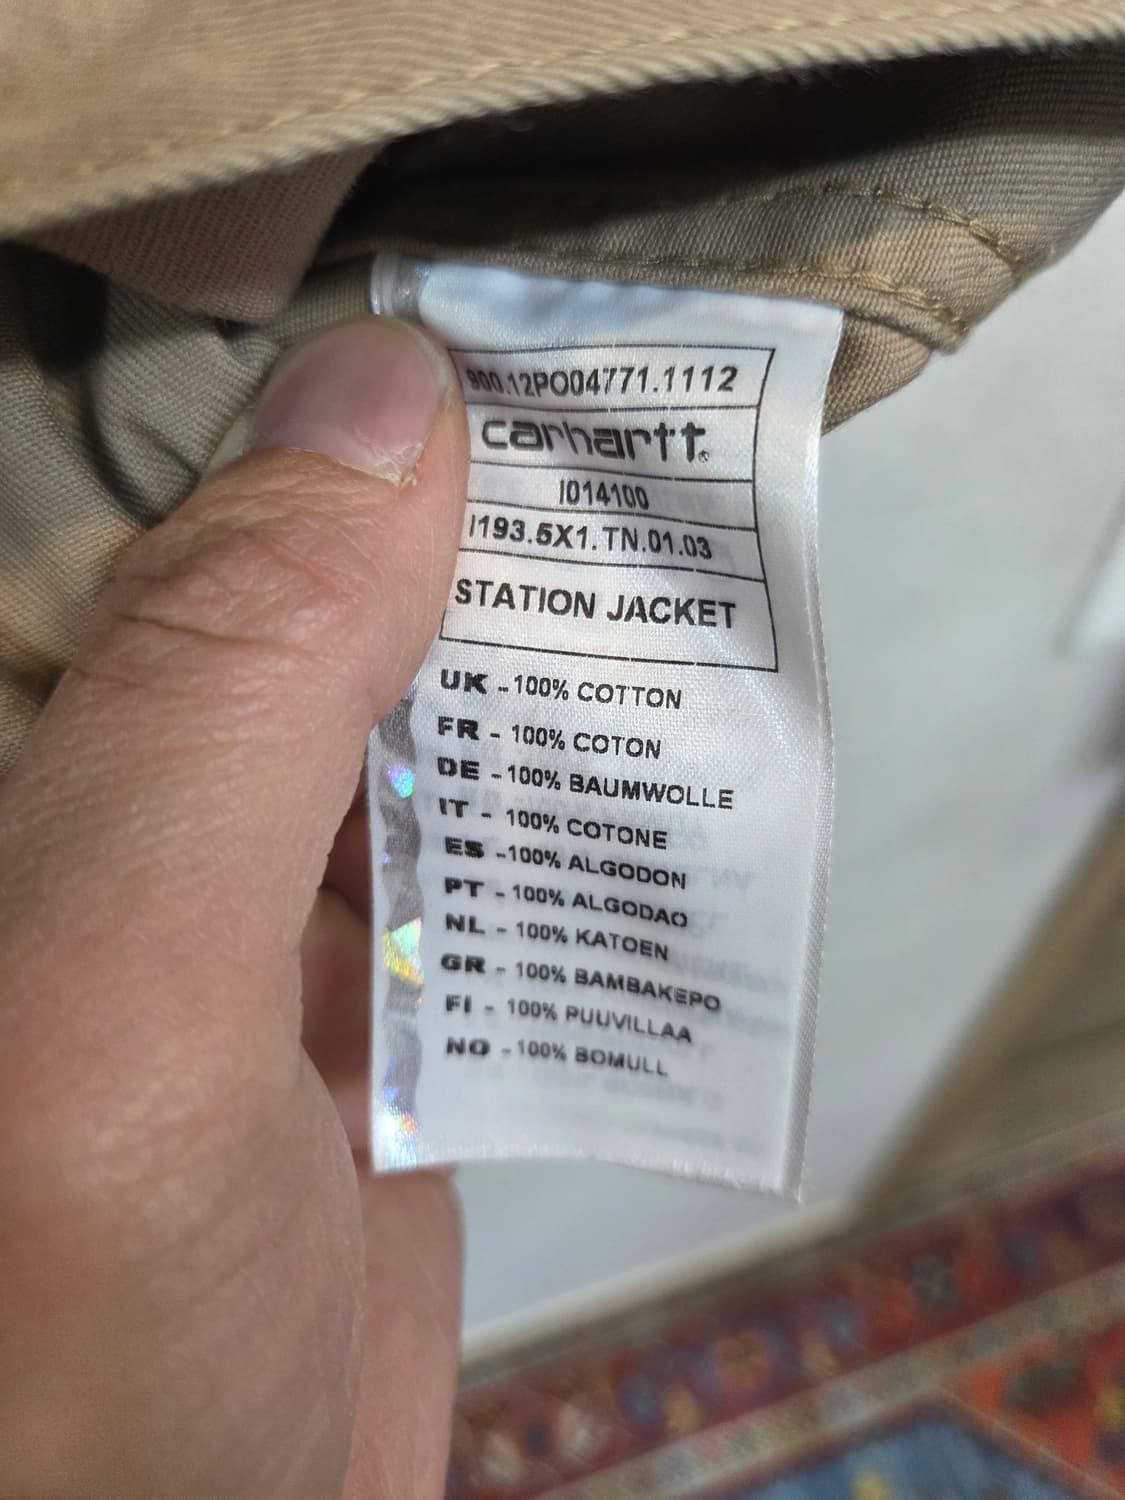 900.12PO04771.1112
carhartt®
I014100
I193.5X1.TN.01.03
STATION JACKET
UK - 100% COTTON
FR - 100% COTON
DE - 100% BAUMWOLLE
IT - 100% COTONE
ES - 100% ALGODON
PT - 100% ALGODAO
NL - 100% KATOEN
GR - 100% BAMBAKEPO
FI - 100% PUUVILLAA
NO - 100% BOMULL